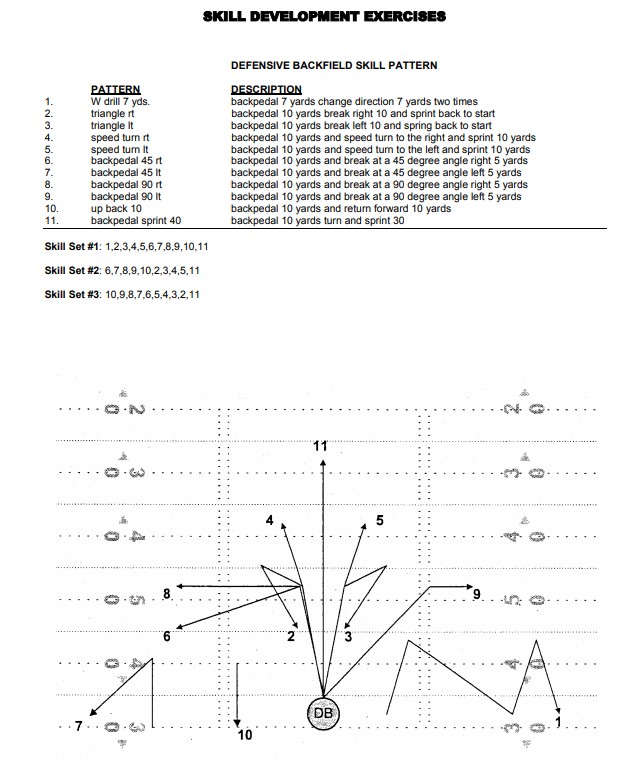 SKILL DEVELOPMENT EXERCISES
DEFENSIVE BACKFIELD SKILL PATTERN
PATTERN DESCRIPTION
1. W drill 7 yds. backpedal 7 yards change direction 7 yards two times
2. triangle rt backpedal 10 yards break right 10 and sprint back to start
3. triangle lt backpedal 10 yards break left 10 and spring back to start
4. speed turn rt backpedal 10 yards and speed turn to the right and sprint 10 yards
5. speed turn lt backpedal 10 yards and speed turn to the left and sprint 10 yards
6. backpedal 45 rt backpedal 10 yards and break at a 45 degree angle right 5 yards
7. backpedal 45 lt backpedal 10 yards and break at a 45 degree angle left 5 yards
8. backpedal 90 rt backpedal 10 yards and break at a 90 degree angle right 5 yards
9. backpedal 90 lt backpedal 10 yards and break at a 90 degree angle left 5 yards
10. up back 10 backpedal 10 yards and return forward 10 yards
11. backpedal sprint 40 backpedal 10 yards turn and sprint 30
Skill Set #1: 1,2,3,4,5,6,7,8,9,10,11
Skill Set #2: 6,7,8,9,10,2,3,4,5,11
Skill Set #3: 10,9,8,7,6,5,4,3,2,11
2 0 2 0
11
3 0 3 0
4 5
4 0 4 0
8 9
5 0 5 0
6 2 3
4 0 4 0
DB
7 3 0 10 3 0 1